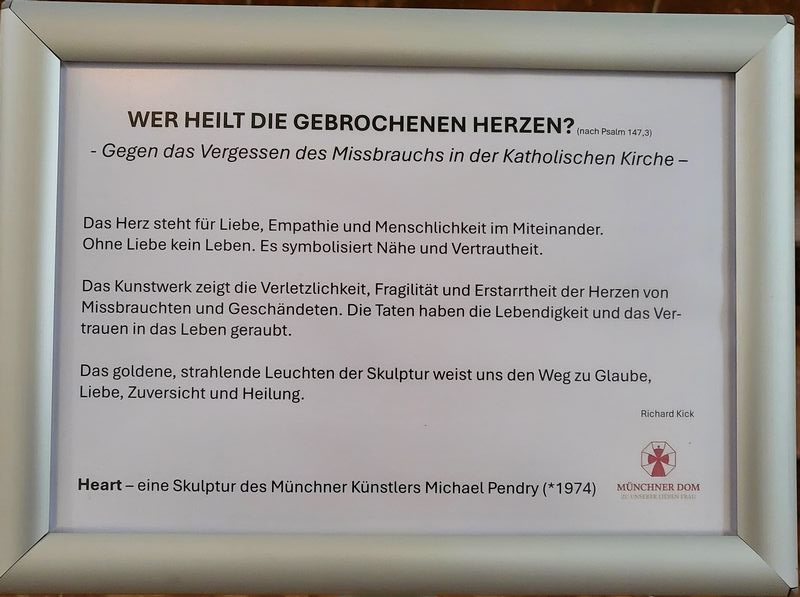 WER HEILT DIE GEBROCHENEN HERZEN? (nach Psalm 147,3)
- Gegen das Vergessen des Missbrauchs in der Katholischen Kirche –
Das Herz steht für Liebe, Empathie und Menschlichkeit im Miteinander.
Ohne Liebe kein Leben. Es symbolisiert Nähe und Vertrautheit.
Das Kunstwerk zeigt die Verletzlichkeit, Fragilität und Erstarrtheit der Herzen von
Missbrauchten und Geschändeten. Die Taten haben die Lebendigkeit und das Ver-
trauen in das Leben geraubt.
Das goldene, strahlende Leuchten der Skulptur weist uns den Weg zu Glaube,
Liebe, Zuversicht und Heilung.
Richard Kick
Heart – eine Skulptur des Münchner Künstlers Michael Pendry (*1974)
MÜNCHNER DOM
ZU UNSERER LIEBEN FRAU